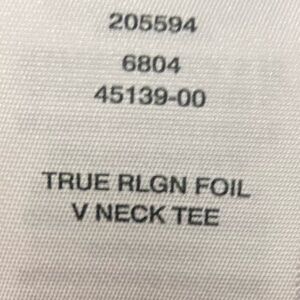 205594
6804
45139-00
TRUE RLGN FOIL
V NECK TEE